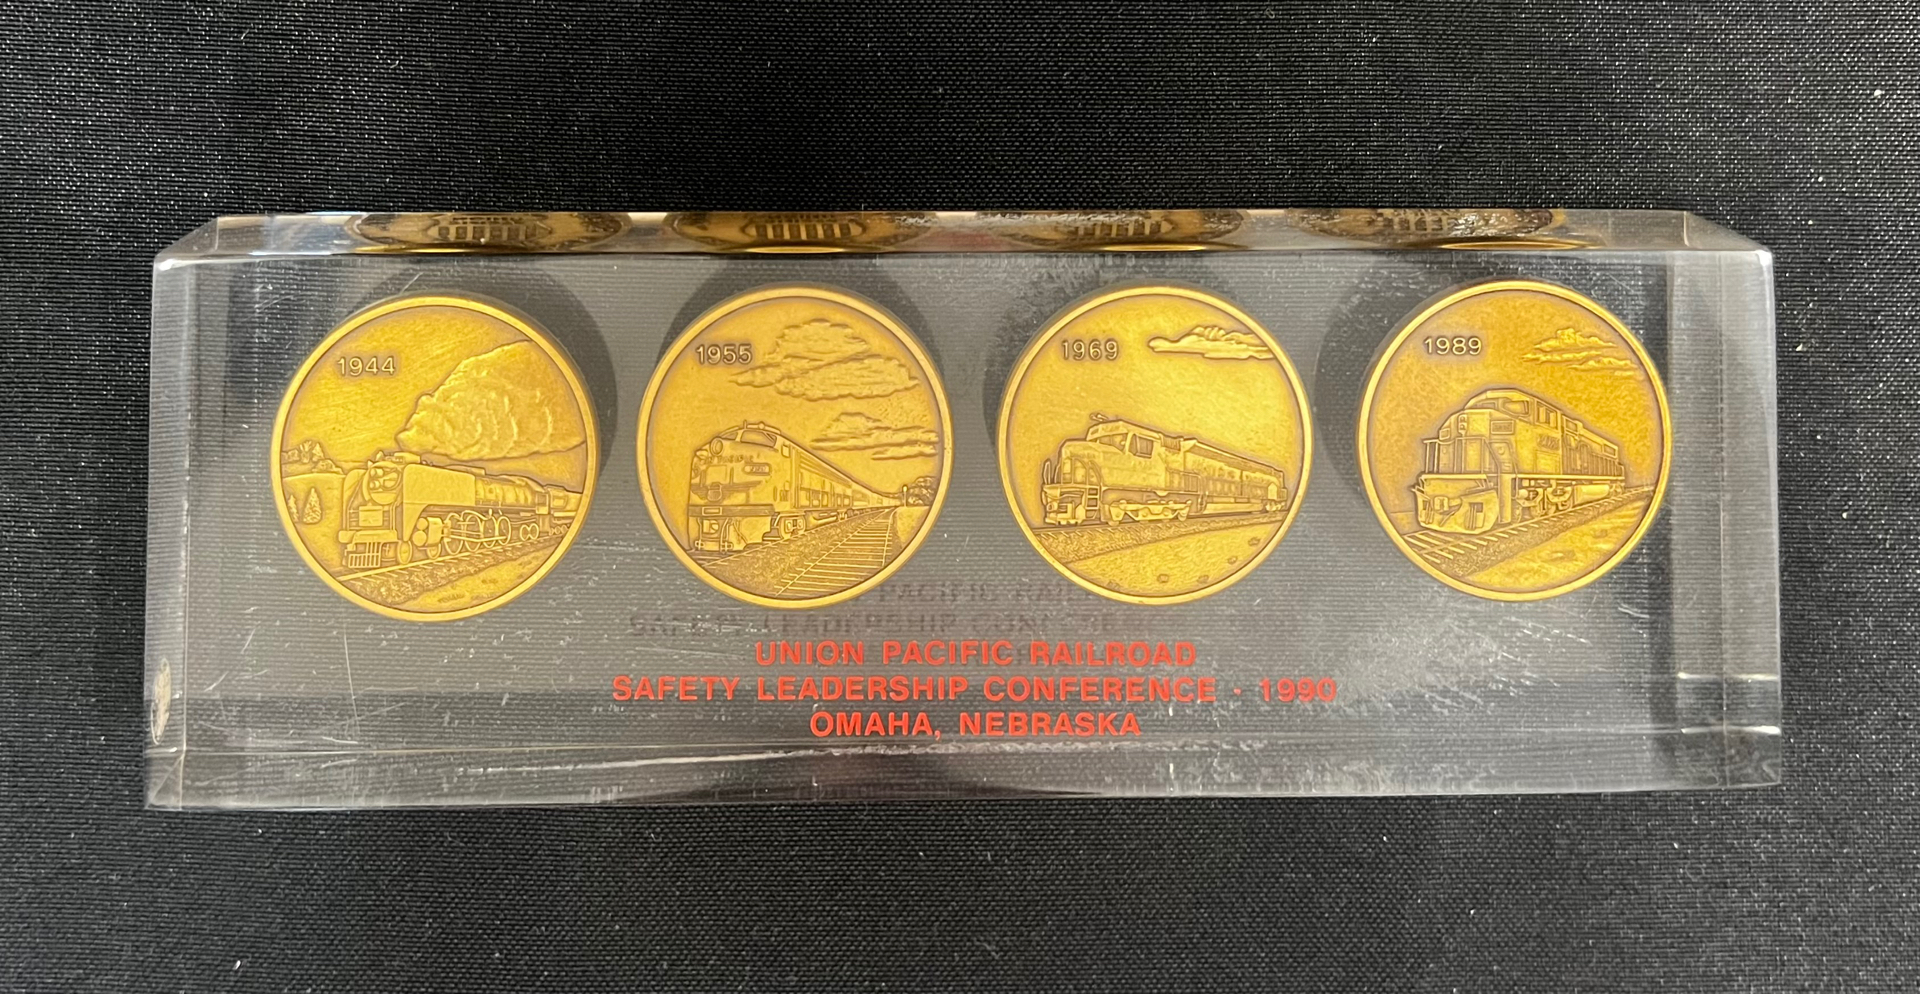 1944
1955
1969
1989
UNION PACIFIC RAILROAD
SAFETY LEADERSHIP CONFERENCE · 1990
OMAHA, NEBRASKA